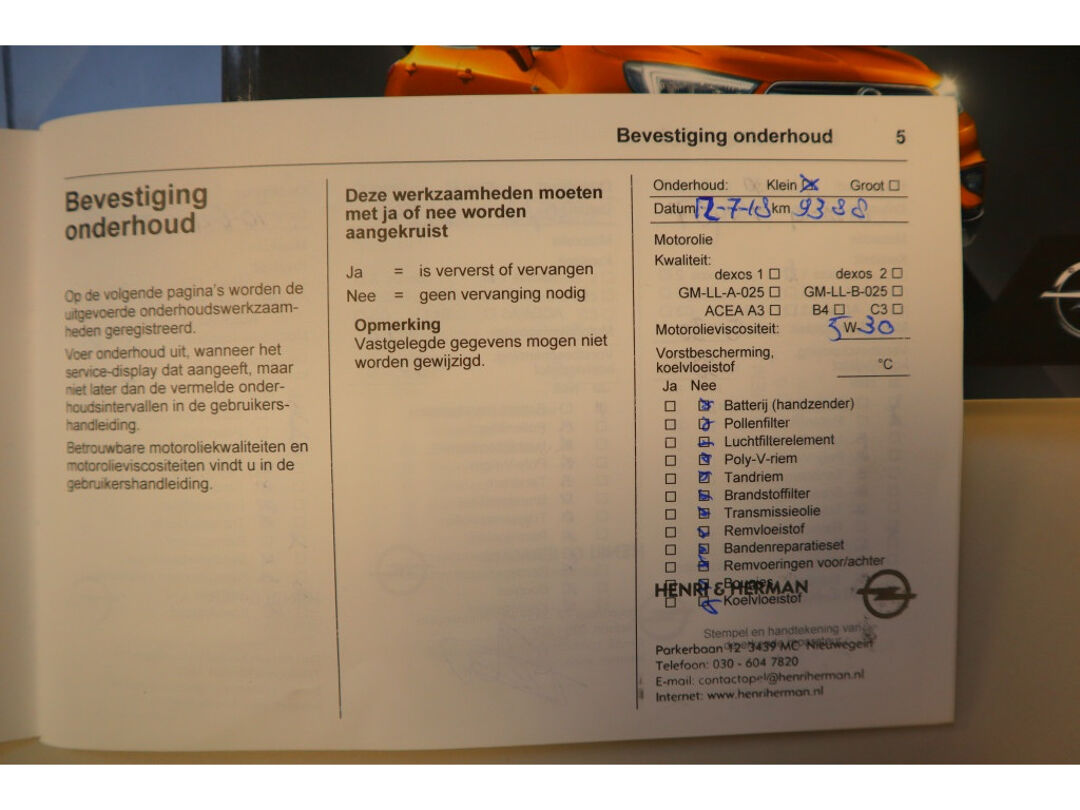 Bevestiging onderhoud 5
Bevestiging
onderhoud
Op de volgende pagina's worden de
uitgevoerde onderhoudswerkzaam-
heden geregistreerd.
Voer onderhoud uit, wanneer het
service-display dat aangeeft, maar
niet later dan de vermelde onder-
houdsintervallen in de gebruikers-
handleiding.
Betrouwbare motoroliekwaliteiten en
motorolieviscositeiten vindt u in de
gebruikershandleiding.
Deze werkzaamheden moeten
met ja of nee worden
aangekruist
Ja = is ververst of vervangen
Nee = geen vervanging nodig
Opmerking
Vastgelegde gegevens mogen niet
worden gewijzigd.
Onderhoud: Klein ☒ Groot ☐
Datum 12-7-18 km 9388
Motorolie
Kwaliteit:
dexos 1 ☐ dexos 2 ☐
GM-LL-A-025 ☐ GM-LL-B-025 ☐
ACEA A3 ☐ B4 ☐ C3 ☐
Motorolieviscositeit: 5 W-30
Vorstbescherming,
koelvloeistof °C
Ja Nee
☐ ☒ Batterij (handzender)
☐ ☒ Pollenfilter
☐ ☒ Luchtfilterelement
☐ ☒ Poly-V-riem
☐ ☒ Tandriem
☐ ☒ Brandstoffilter
☐ ☒ Transmissieolie
☐ ☒ Remvloeistof
☐ ☒ Bandenreparatieset
☐ ☒ Remvoeringen voor/achter
☐ ☒ Bougies
HENRI & HERMAN
☐ ☒ Koelvloeistof
Stempel en handtekening van
Parkerbaan 12 3439 MC Nieuwegein
Telefoon: 030 - 604 7820
E-mail: contactopel@henriherman.nl
Internet: www.henriherman.nl